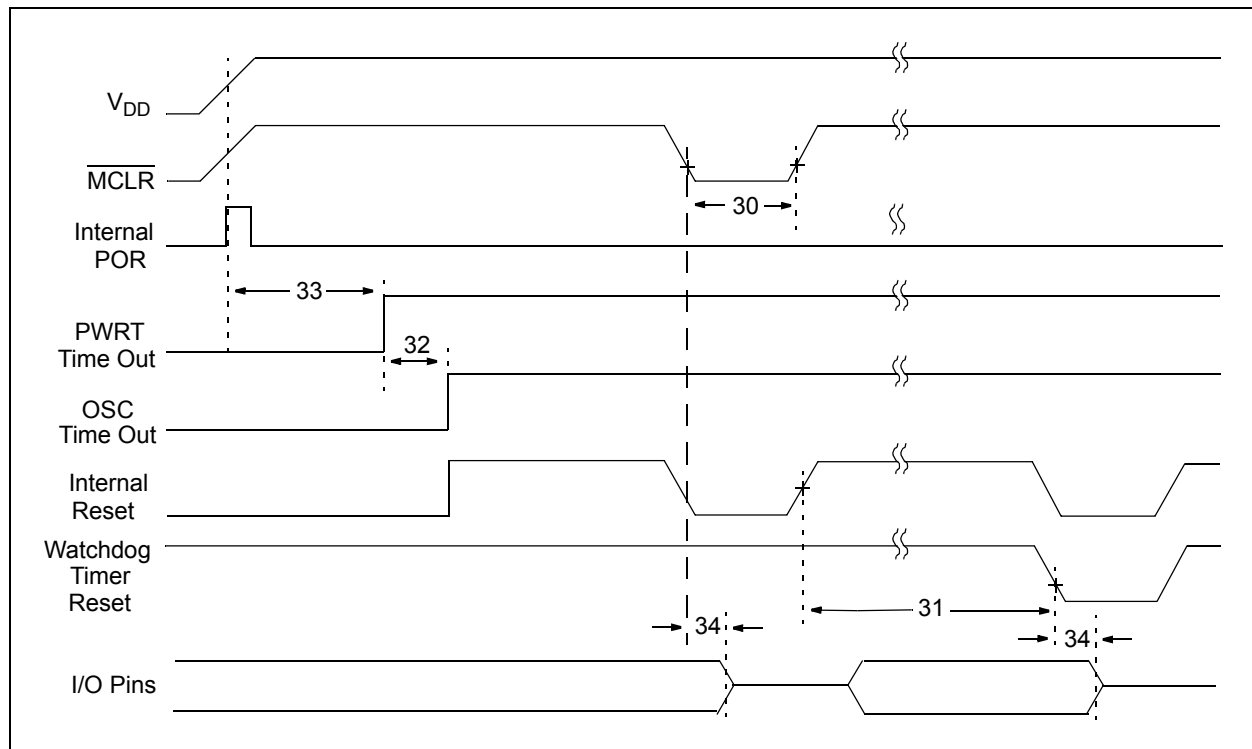 VDD
MCLR
30
Internal
POR
33
PWRT
Time Out
32
OSC
Time Out
Internal
Reset
Watchdog
Timer
Reset
31
34
34
I/O Pins